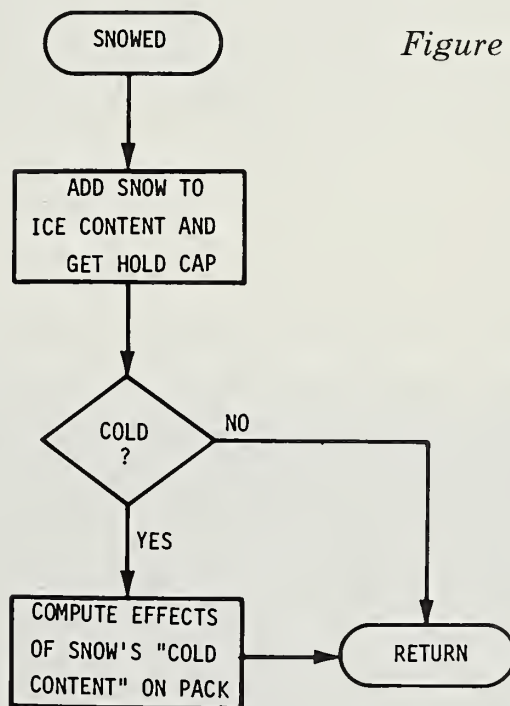 SNOWED
Figure
ADD SNOW TO
ICE CONTENT AND
GET HOLD CAP
COLD
?
NO
YES
COMPUTE EFFECTS
OF SNOW'S "COLD
CONTENT" ON PACK
RETURN